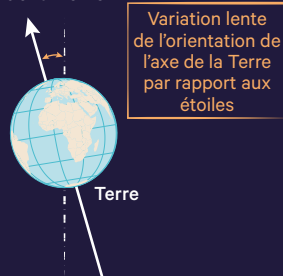 Variation lente
de l'orientation de
l'axe de la Terre
par rapport aux
étoiles
Terre